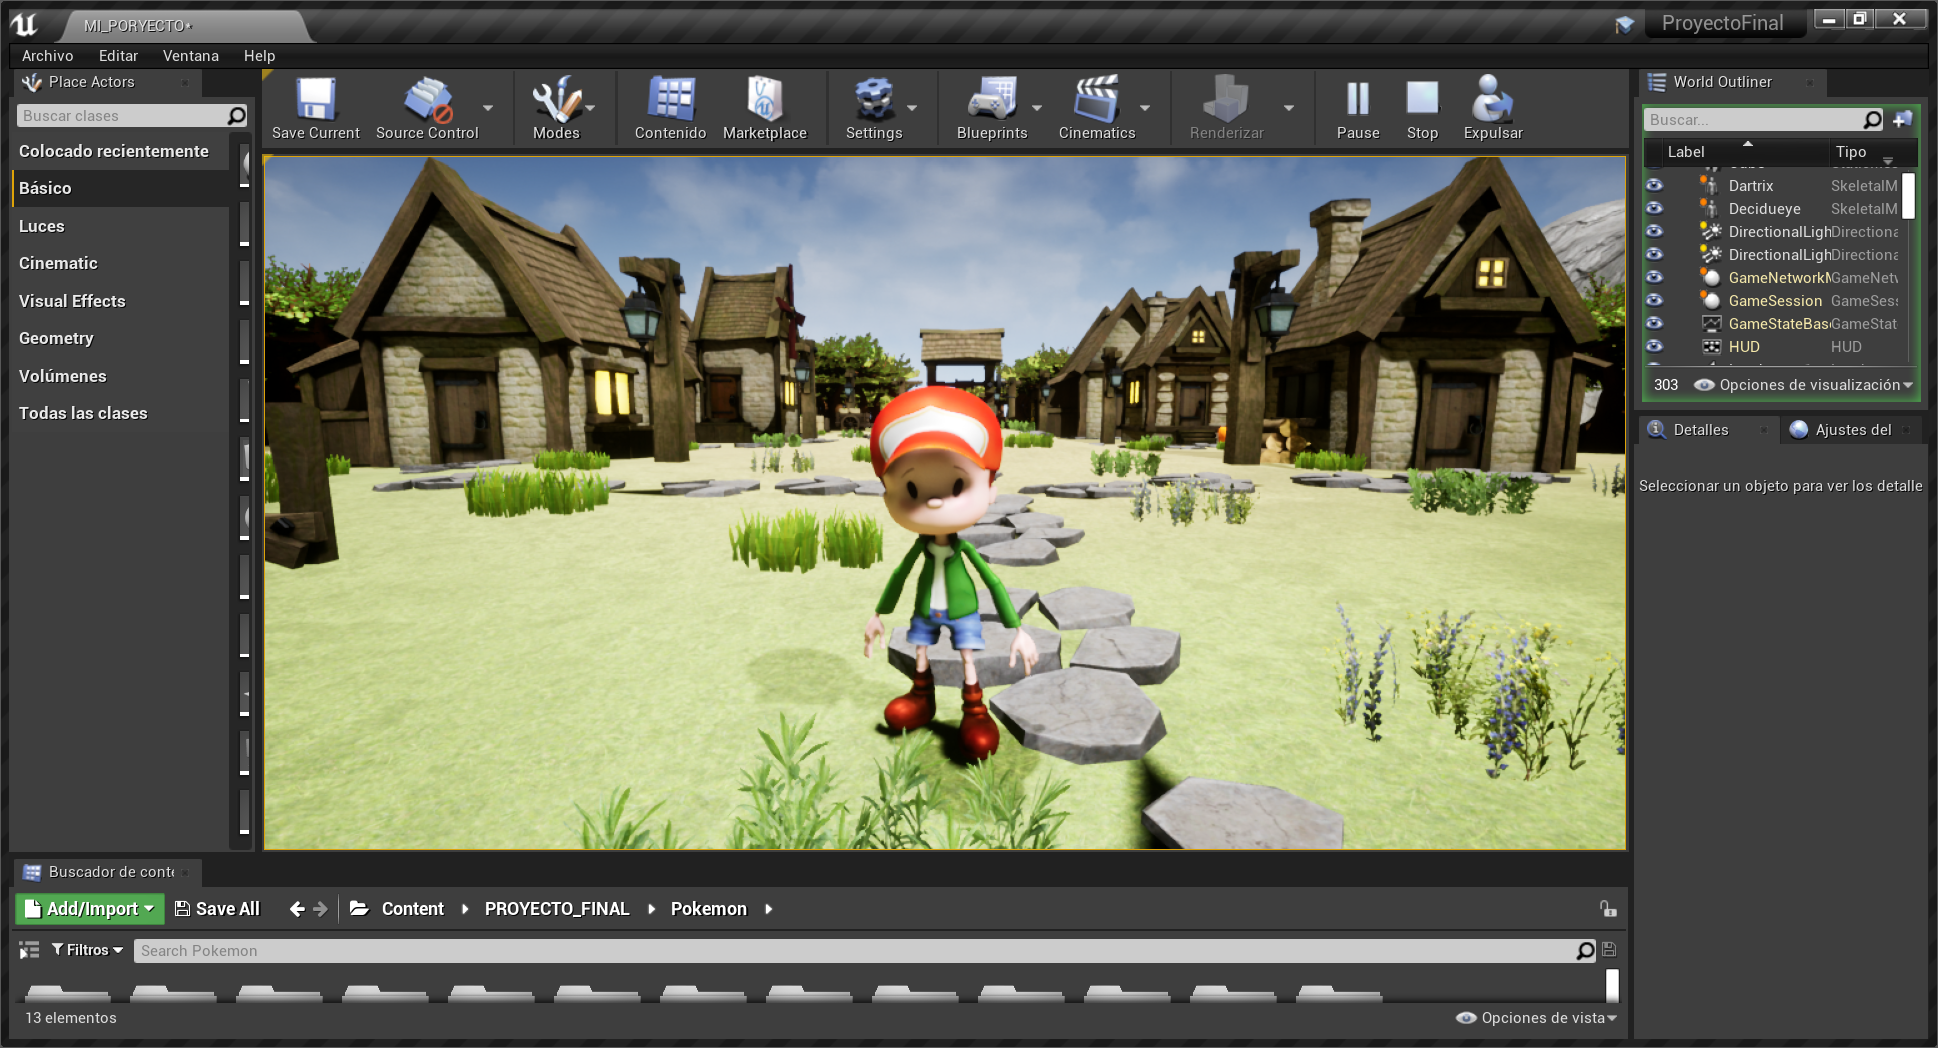 MI_PORYECTO*
ProyectoFinal
Archivo Editar Ventana Help
Place Actors
Buscar clases
Colocado recientemente
Básico
Luces
Cinematic
Visual Effects
Geometry
Volúmenes
Todas las clases
Save Current Source Control Modes Contenido Marketplace Settings Blueprints Cinematics Renderizar Pause Stop Expulsar
World Outliner
Buscar...
Label Tipo
Dartrix SkeletalM
Decidueye SkeletalM
DirectionalLigh Directiona
DirectionalLigh Directiona
GameNetworkM GameNetw
GameSession GameSess
GameStateBas GameStat
HUD HUD
303 Opciones de visualización
Detalles Ajustes del
Seleccionar un objeto para ver los detalle
Buscador de conte
Add/Import Save All Content PROYECTO_FINAL Pokemon
Filtros Search Pokemon
13 elementos Opciones de vista